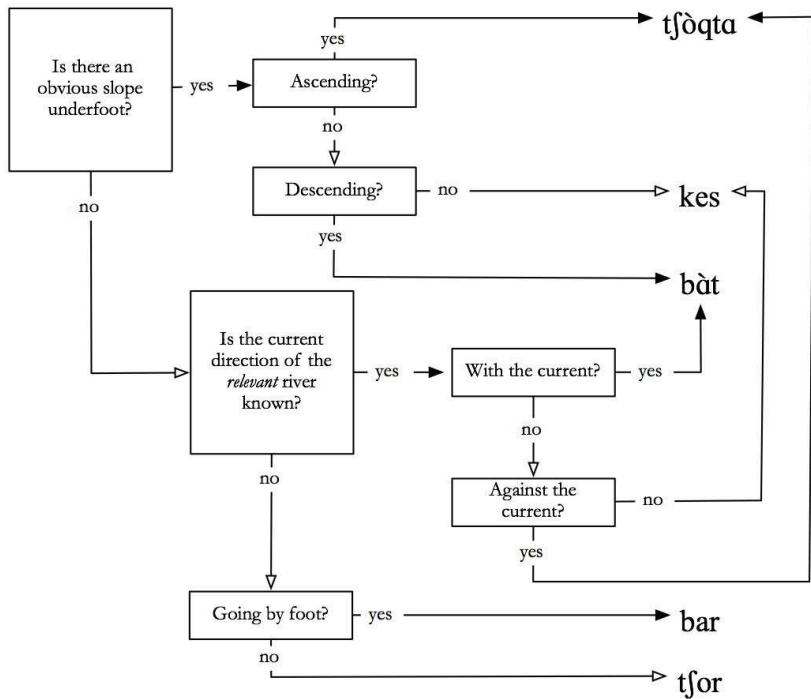 yes
tʃòqtɑ
Is there an
obvious slope
underfoot?
yes
Ascending?
no
no
Descending?
no
kes
yes
bɑ̀t
Is the current
direction of the
relevant river
known?
yes
With the current?
yes
no
no
Against the
current?
no
yes
Going by foot?
yes
bar
no
tʃor